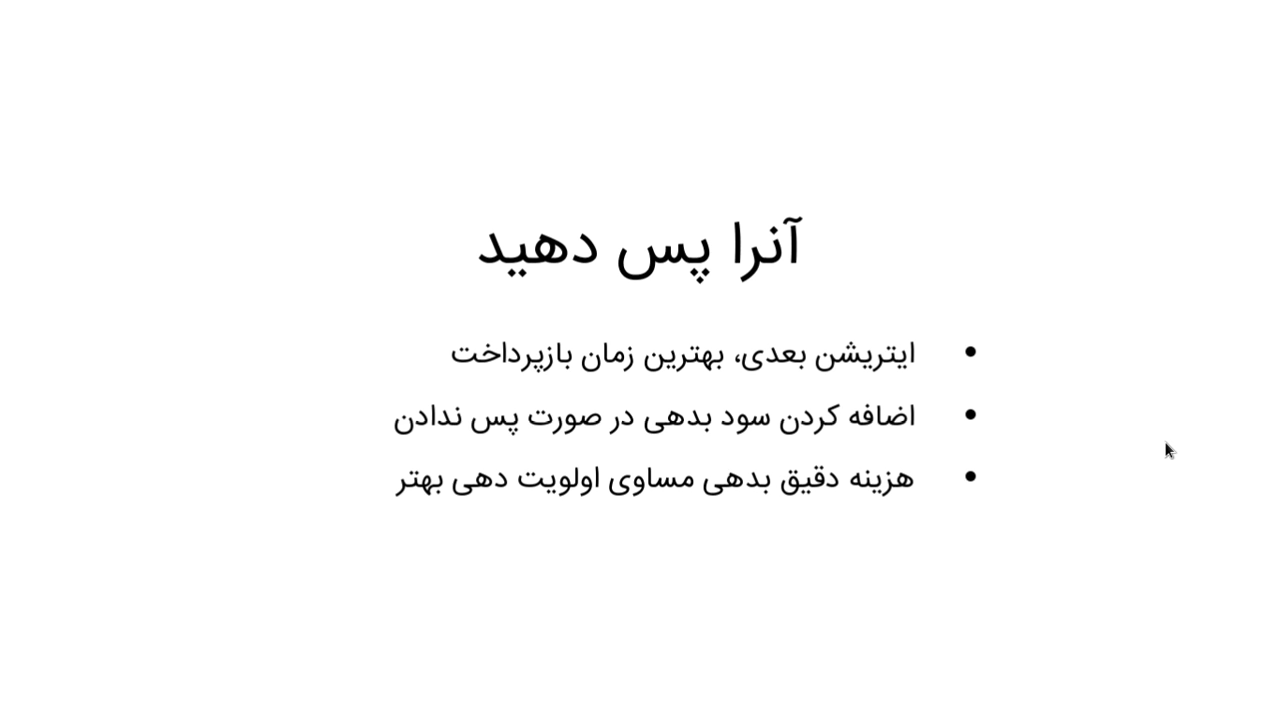 آنرا پس دهید
• ایتریشن بعدی، بهترین زمان بازپرداخت
• اضافه کردن سود بدهی در صورت پس ندادن
• هزینه دقیق بدهی مساوی اولویت دهی بهتر